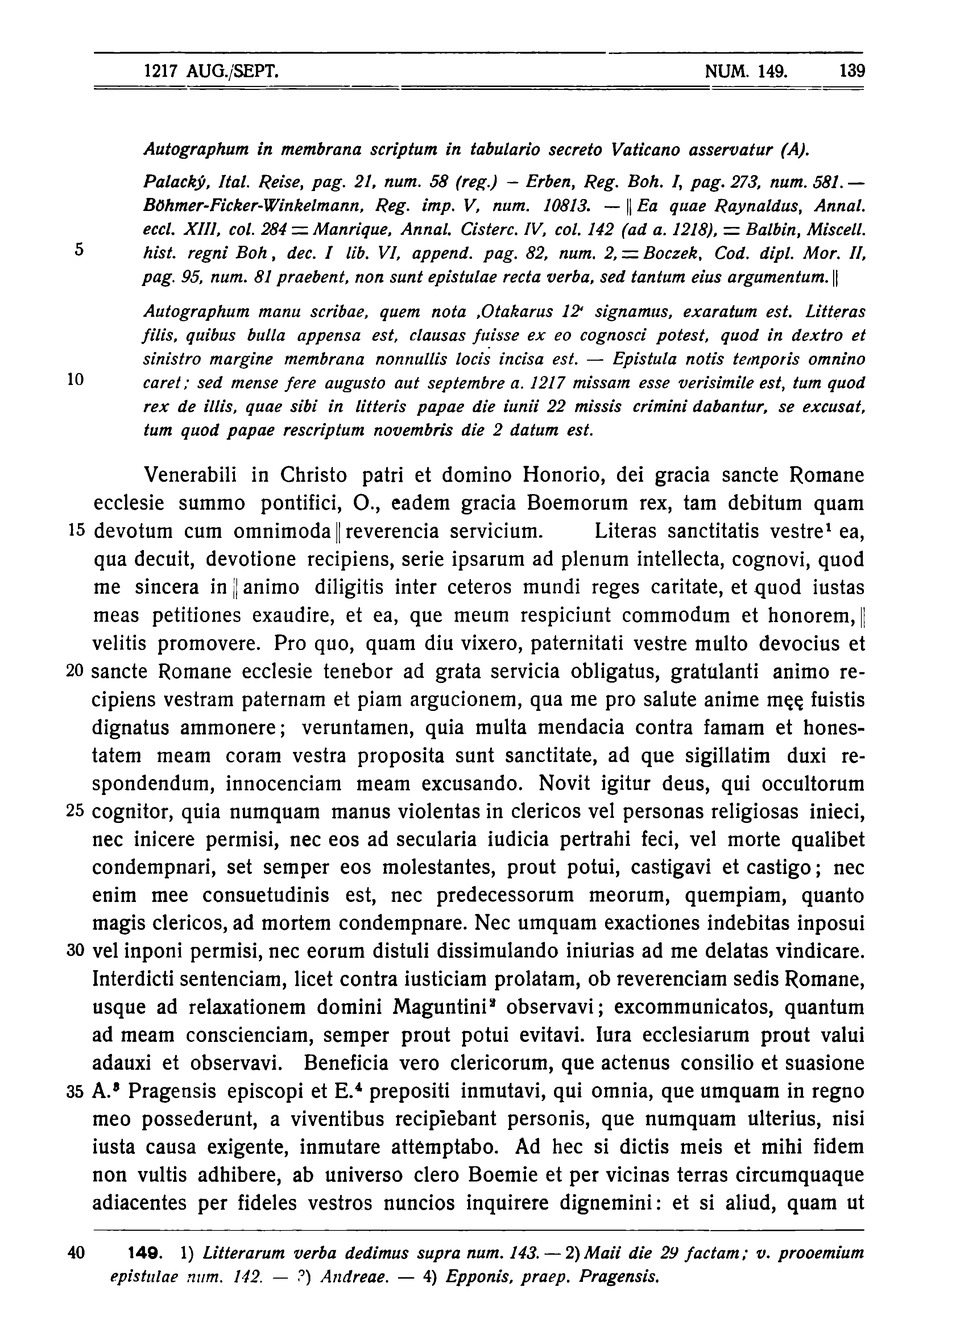 1217 AUG./SEPT. NUM. 149. 139
Autographum in membrana scriptum in tabulario secreto Vaticano asservatur (A).
Palacký, Ital. Reise, pag. 21, num. 58 (reg.) – Erben, Reg. Boh. I, pag. 273, num. 581. —
Böhmer-Ficker-Winkelmann, Reg. imp. V, num. 10813. — || Ea quae Raynaldus, Annal.
eccl. XIII, col. 284 = Manrique, Annal. Cisterc. IV, col. 142 (ad a. 1218), = Balbin, Miscell.
5 hist. regni Boh, dec. I lib. VI, append. pag. 82, num. 2, = Boczek, Cod. dipl. Mor. II,
pag. 95, num. 81 praebent, non sunt epistulae recta verba, sed tantum eius argumentum. ||
Autographum manu scribae, quem nota ‚Otakarus 12‘ signamus, exaratum est. Litteras
filis, quibus bulla appensa est, clausas fuisse ex eo cognosci potest, quod in dextro et
sinistro margine membrana nonnullis locis incisa est. — Epistula notis temporis omnino
10 caret; sed mense fere augusto aut septembre a. 1217 missam esse verisimile est, tum quod
rex de illis, quae sibi in litteris papae die iunii 22 missis crimini dabantur, se excusat,
tum quod papae rescriptum novembris die 2 datum est.
Venerabili in Christo patri et domino Honorio, dei gracia sancte Romane
ecclesie summo pontifici, O., eadem gracia Boemorum rex, tam debitum quam
15 devotum cum omnimoda || reverencia servicium. Literas sanctitatis vestre¹ ea,
qua decuit, devotione recipiens, serie ipsarum ad plenum intellecta, cognovi, quod
me sincera in || animo diligitis inter ceteros mundi reges caritate, et quod iustas
meas petitiones exaudire, et ea, que meum respiciunt commodum et honorem, ||
velitis promovere. Pro quo, quam diu vixero, paternitati vestre multo devocius et
20 sancte Romane ecclesie tenebor ad grata servicia obligatus, gratulanti animo re-
cipiens vestram paternam et piam argucionem, qua me pro salute anime męę fuistis
dignatus ammonere; veruntamen, quia multa mendacia contra famam et hones-
tatem meam coram vestra proposita sunt sanctitate, ad que sigillatim duxi re-
spondendum, innocenciam meam excusando. Novit igitur deus, qui occultorum
25 cognitor, quia numquam manus violentas in clericos vel personas religiosas inieci,
nec inicere permisi, nec eos ad secularia iudicia pertrahi feci, vel morte qualibet
condempnari, set semper eos molestantes, prout potui, castigavi et castigo; nec
enim mee consuetudinis est, nec predecessorum meorum, quempiam, quanto
magis clericos, ad mortem condempnare. Nec umquam exactiones indebitas inposui
30 vel inponi permisi, nec eorum distuli dissimulando iniurias ad me delatas vindicare.
Interdicti sentenciam, licet contra iusticiam prolatam, ob reverenciam sedis Romane,
usque ad relaxationem domini Maguntini² observavi; excommunicatos, quantum
ad meam conscienciam, semper prout potui evitavi. Iura ecclesiarum prout valui
adauxi et observavi. Beneficia vero clericorum, que actenus consilio et suasione
35 A.³ Pragensis episcopi et E.⁴ prepositi inmutavi, qui omnia, que umquam in regno
meo possederunt, a viventibus recipiebant personis, que numquam ulterius, nisi
iusta causa exigente, inmutare attemptabo. Ad hec si dictis meis et mihi fidem
non vultis adhibere, ab universo clero Boemie et per vicinas terras circumquaque
adiacentes per fideles vestros nuncios inquirere dignemini: et si aliud, quam ut
40 149. 1) Litterarum verba dedimus supra num. 143. — 2) Maii die 29 factam; v. prooemium
epistulae num. 142. — 3) Andreae. — 4) Epponis, praep. Pragensis.